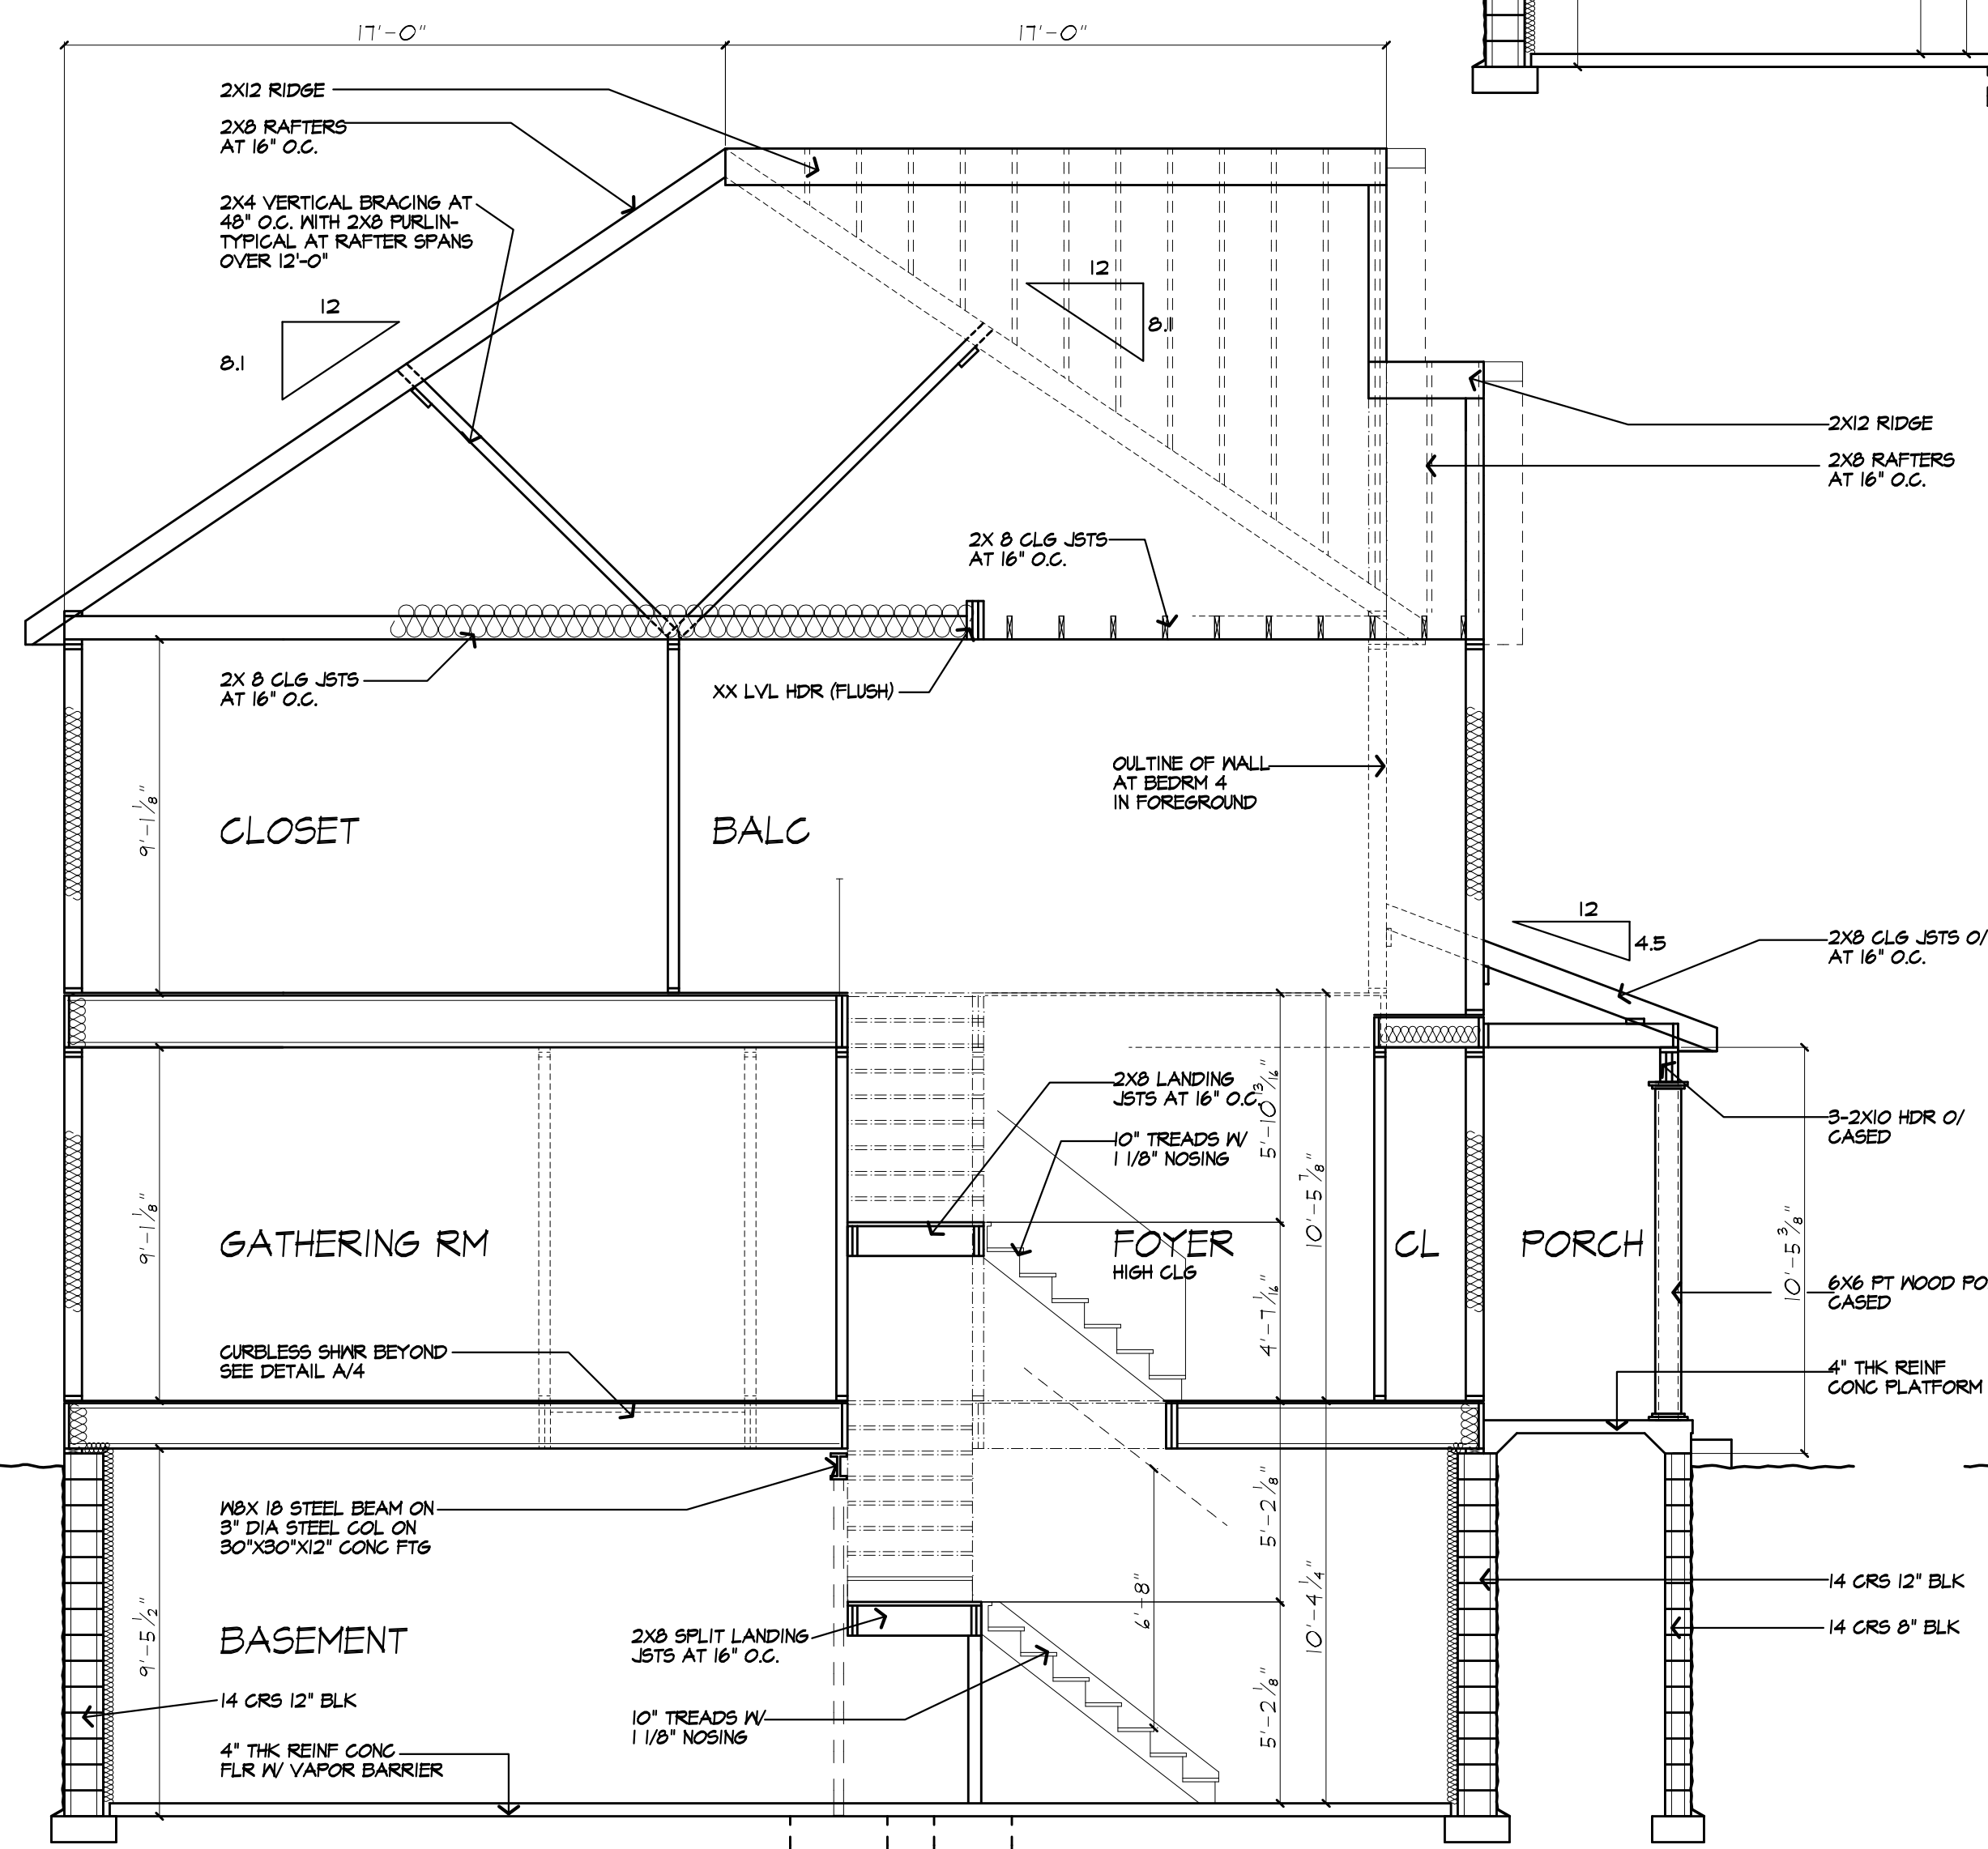 17'-0"
17'-0"
2X12 RIDGE
2X8 RAFTERS
AT 16" O.C.
2X4 VERTICAL BRACING AT
48" O.C. WITH 2X8 PURLIN-
TYPICAL AT RAFTER SPANS
OVER 12'-0"
12
8.1
12
8.1
2X12 RIDGE
2X8 RAFTERS
AT 16" O.C.
2X 8 CLG JSTS
AT 16" O.C.
2X 8 CLG JSTS
AT 16" O.C.
XX LVL HDR (FLUSH)
OULTINE OF WALL
AT BEDRM 4
IN FOREGROUND
9'-1 1/8"
CLOSET
BALC
12
4.5
2X8 CLG JSTS O/
AT 16" O.C.
2X8 LANDING
JSTS AT 16" O.C.
10" TREADS W/
1 1/8" NOSING
5'-10 3/16"
10'-5 7/8"
3-2X10 HDR O/
CASED
9'-1 1/8"
GATHERING RM
FOYER
HIGH CLG
CL
PORCH
10'-5 3/8"
6X6 PT WOOD PO
CASED
4'-7 1/16"
CURBLESS SHWR BEYOND
SEE DETAIL A/4
4" THK REINF
CONC PLATFORM
W8X 18 STEEL BEAM ON
3" DIA STEEL COL ON
30"X30"X12" CONC FTG
5'-2 1/8"
6'-8"
10'-4 1/4"
14 CRS 12" BLK
14 CRS 8" BLK
9'-5 1/2"
BASEMENT
2X8 SPLIT LANDING
JSTS AT 16" O.C.
5'-2 1/8"
14 CRS 12" BLK
10" TREADS W/
1 1/8" NOSING
4" THK REINF CONC
FLR W/ VAPOR BARRIER